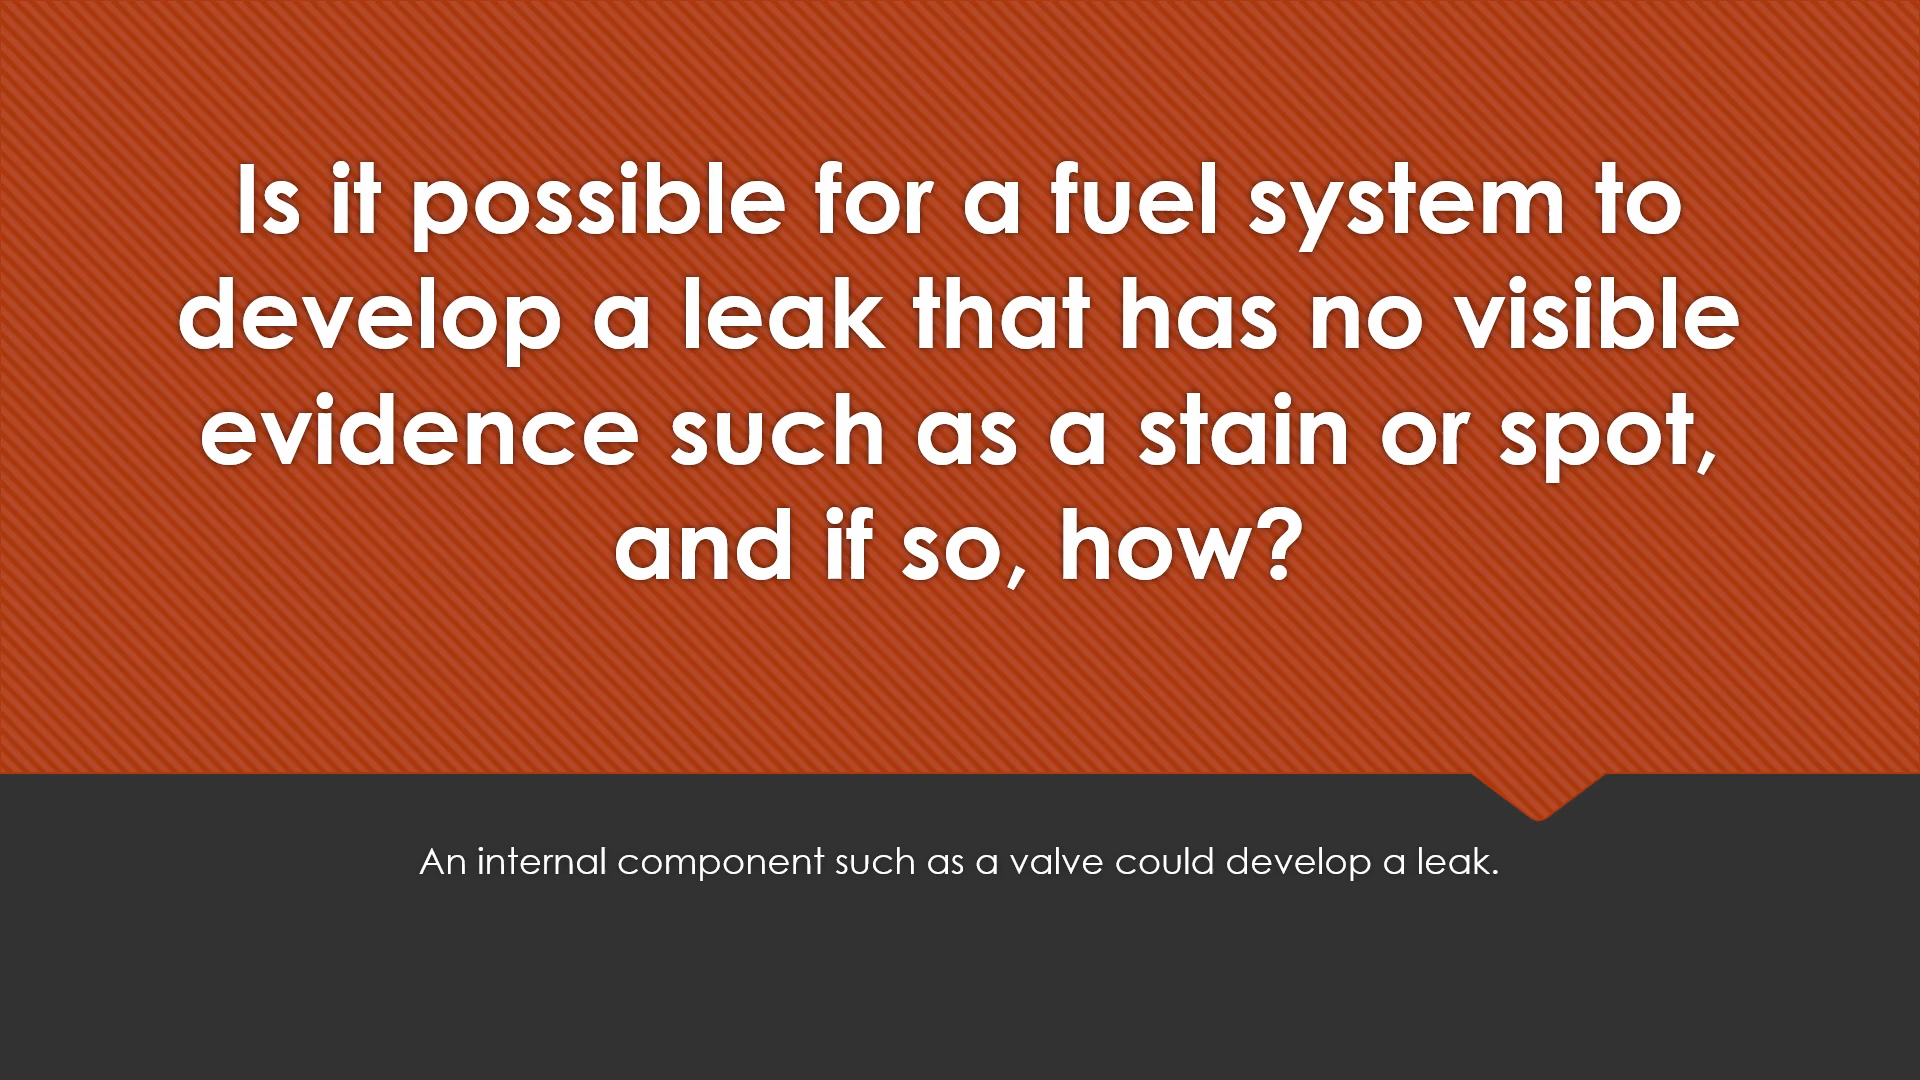 Is it possible for a fuel system to
develop a leak that has no visible
evidence such as a stain or spot,
and if so, how?
An internal component such as a valve could develop a leak.